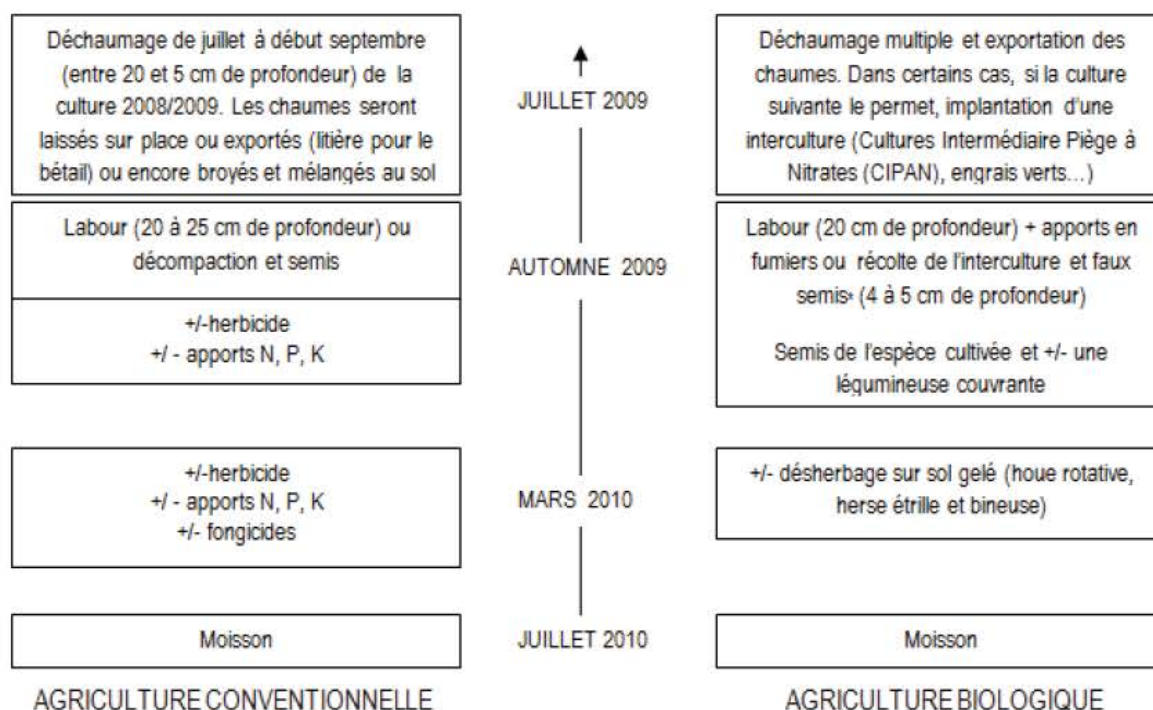 Déchaumage de juillet à début septembre
(entre 20 et 5 cm de profondeur) de la
culture 2008/2009. Les chaumes seront
laissés sur place ou exportés (litière pour le
bétail) ou encore broyés et mélangés au sol
JUILLET 2009
Déchaumage multiple et exportation des
chaumes. Dans certains cas, si la culture
suivante le permet, implantation d'une
interculture (Cultures Intermédiaire Piège à
Nitrates (CIPAN), engrais verts…)
Labour (20 à 25 cm de profondeur) ou
décompaction et semis
+/-herbicide
+/ - apports N, P, K
AUTOMNE 2009
Labour (20 cm de profondeur) + apports en
fumiers ou récolte de l'interculture et faux
semis* (4 à 5 cm de profondeur)
Semis de l'espèce cultivée et +/- une
légumineuse couvrante
+/-herbicide
+/ - apports N, P, K
+/- fongicides
MARS 2010
+/- désherbage sur sol gelé (houe rotative,
herse étrille et bineuse)
Moisson
JUILLET 2010
Moisson
AGRICULTURE CONVENTIONNELLE
AGRICULTURE BIOLOGIQUE